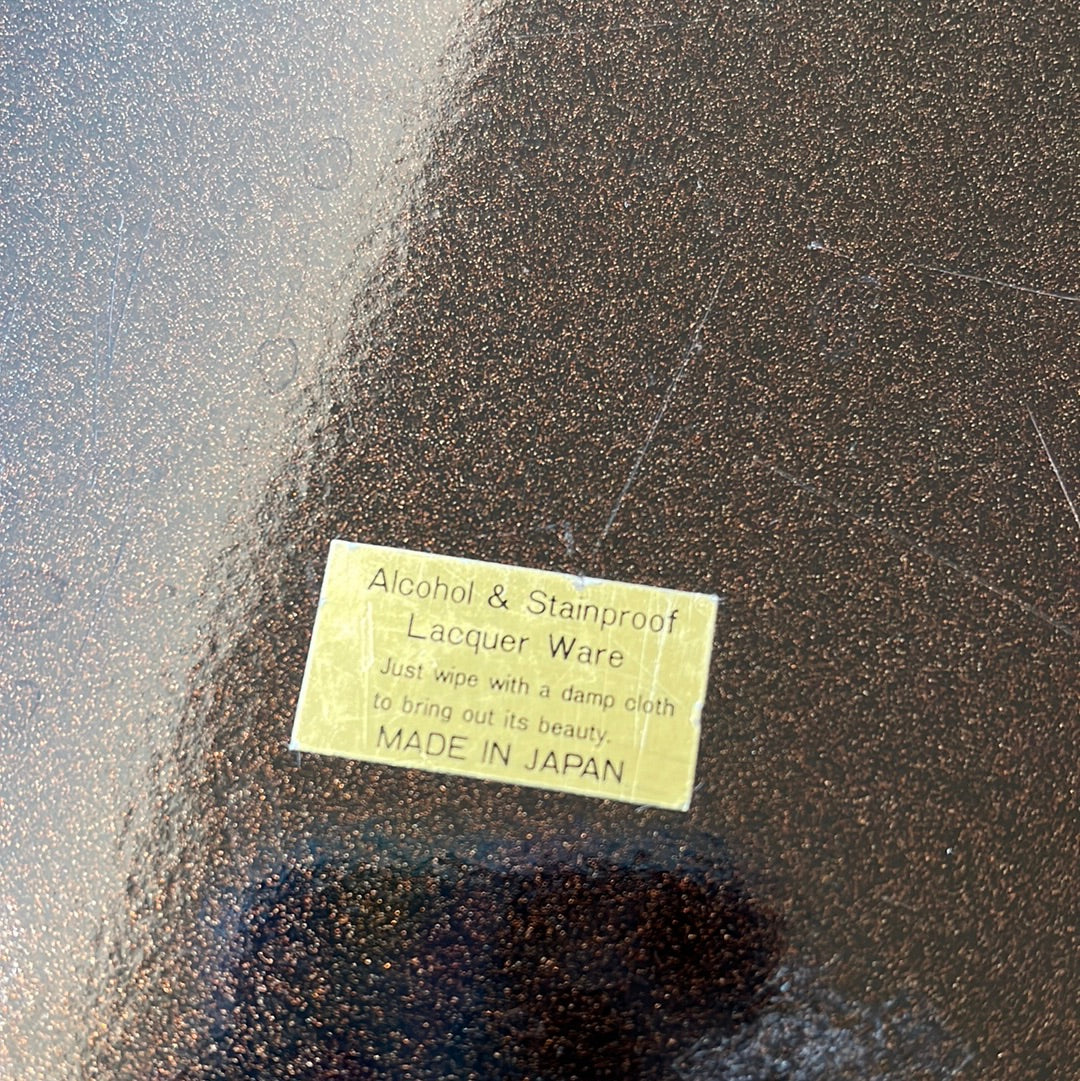 Alcohol & Stainproof
Lacquer Ware
Just wipe with a damp cloth
to bring out its beauty.
MADE IN JAPAN